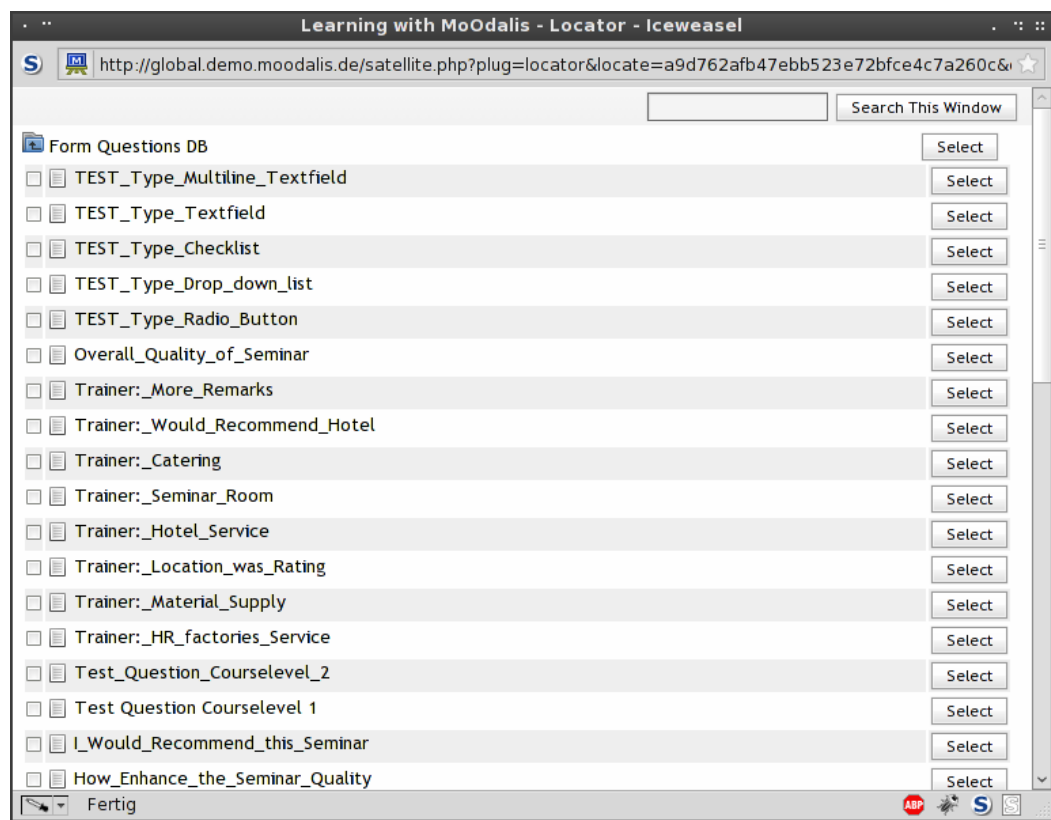 Learning with MoOdalis - Locator - Iceweasel
http://global.demo.moodalis.de/satellite.php?plug=locator&locate=a9d762afb47ebb523e72bfce4c7a260c&
Search This Window
Form Questions DB Select
TEST_Type_Multiline_Textfield Select
TEST_Type_Textfield Select
TEST_Type_Checklist Select
TEST_Type_Drop_down_list Select
TEST_Type_Radio_Button Select
Overall_Quality_of_Seminar Select
Trainer:_More_Remarks Select
Trainer:_Would_Recommend_Hotel Select
Trainer:_Catering Select
Trainer:_Seminar_Room Select
Trainer:_Hotel_Service Select
Trainer:_Location_was_Rating Select
Trainer:_Material_Supply Select
Trainer:_HR_factories_Service Select
Test_Question_Courselevel_2 Select
Test Question Courselevel 1 Select
I_Would_Recommend_this_Seminar Select
How_Enhance_the_Seminar_Quality Select
Fertig ABP S S